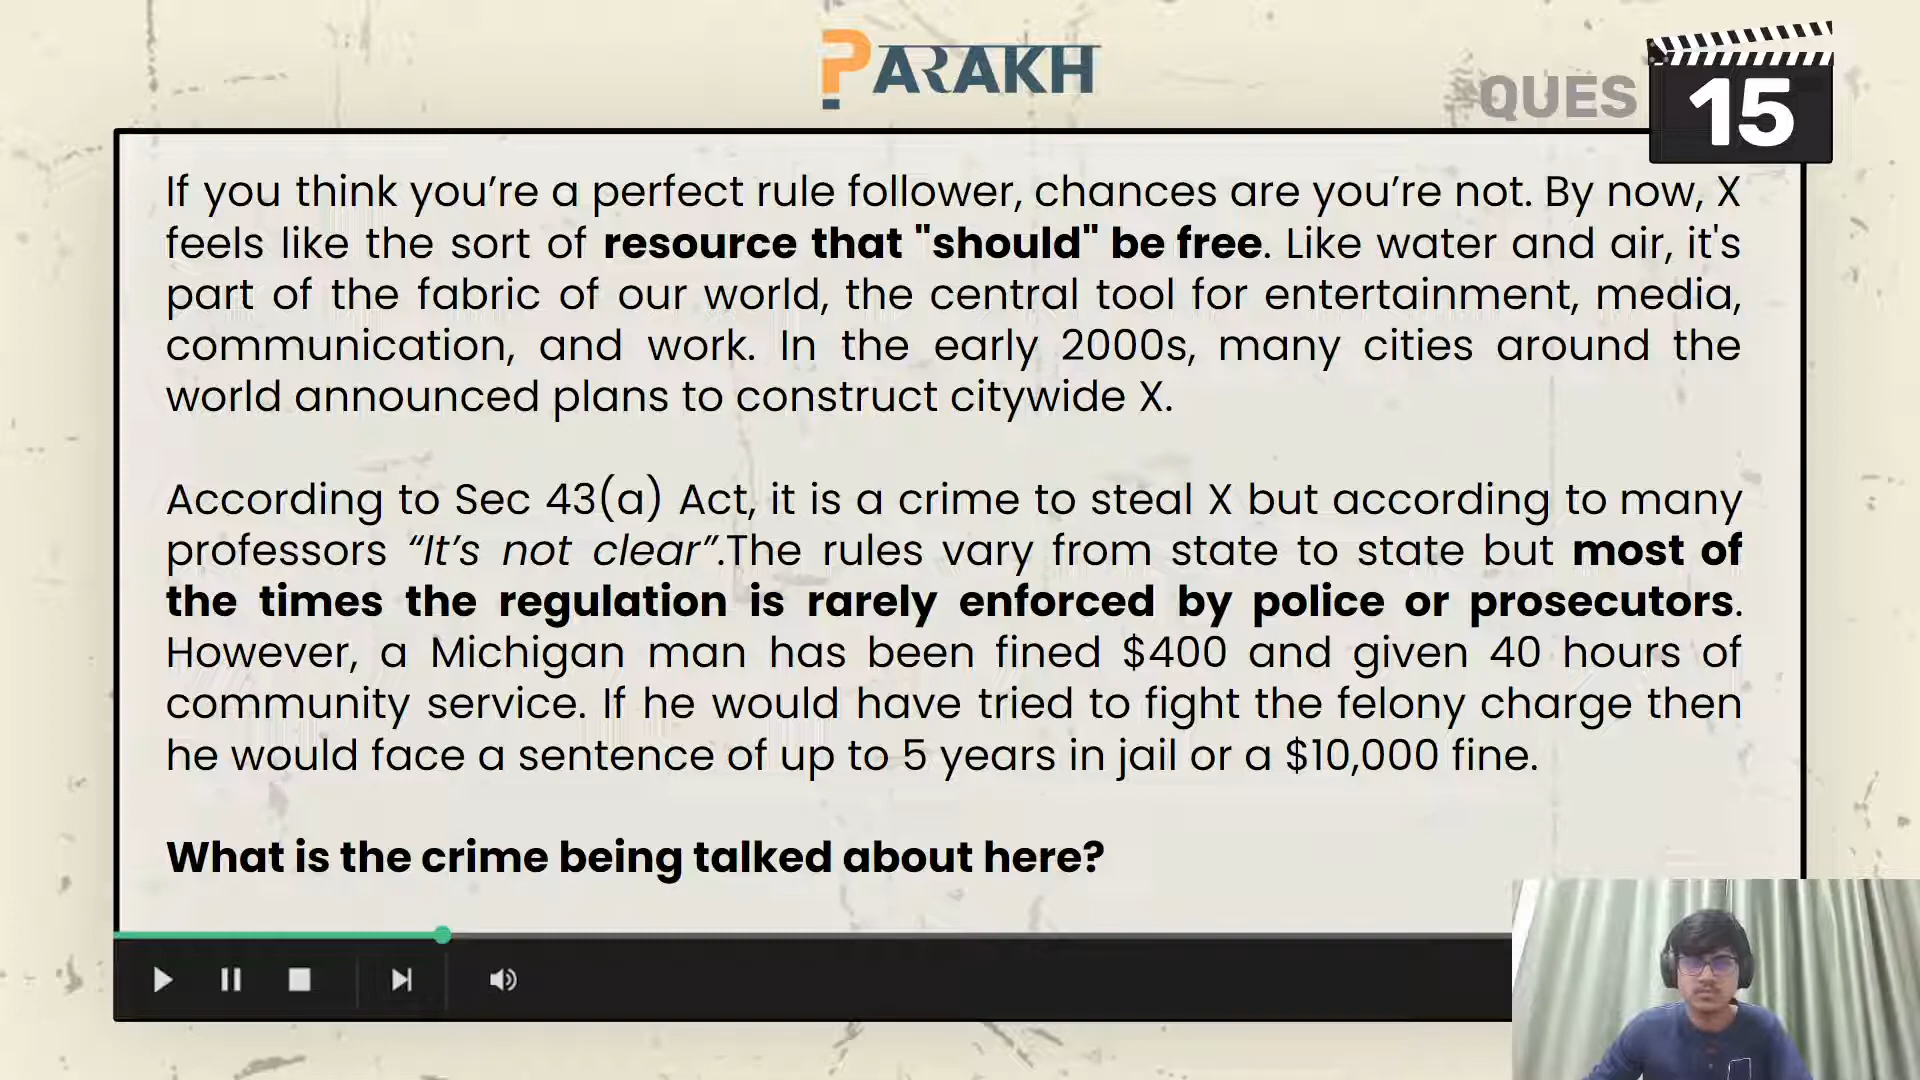 ?ARAKH
QUES 15
If you think you’re a perfect rule follower, chances are you’re not. By now, X
feels like the sort of resource that "should" be free. Like water and air, it's
part of the fabric of our world, the central tool for entertainment, media,
communication, and work. In the early 2000s, many cities around the
world announced plans to construct citywide X.
According to Sec 43(a) Act, it is a crime to steal X but according to many
professors “It’s not clear”.The rules vary from state to state but most of
the times the regulation is rarely enforced by police or prosecutors.
However, a Michigan man has been fined $400 and given 40 hours of
community service. If he would have tried to fight the felony charge then
he would face a sentence of up to 5 years in jail or a $10,000 fine.
What is the crime being talked about here?